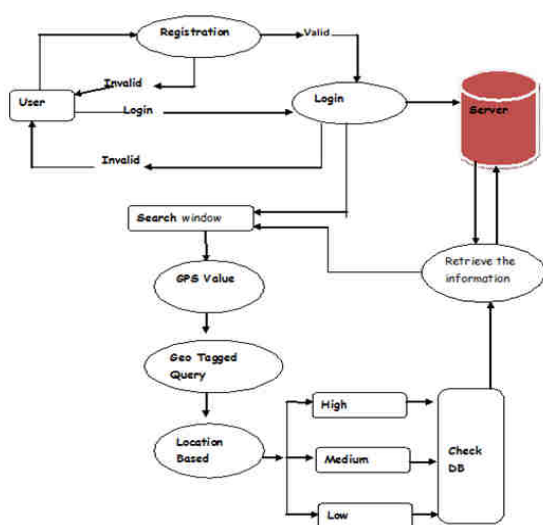 Registration
Valid
Invalid
User
Login
Login
Server
Invalid
Search window
GPS Value
Retrieve the
information
Geo Tagged
Query
High
Location
Based
Medium
Check
DB
Low